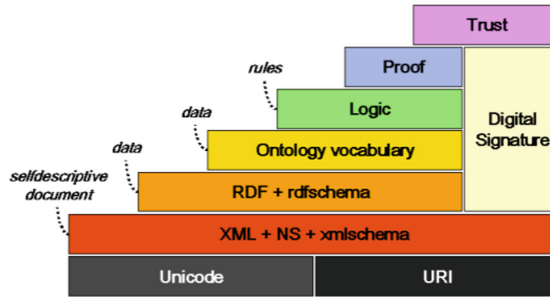 Trust
rules
Proof
data
Logic
Digital
Signature
data
Ontology vocabulary
selfdescriptive
document
RDF + rdfschema
XML + NS + xmlschema
Unicode
URI